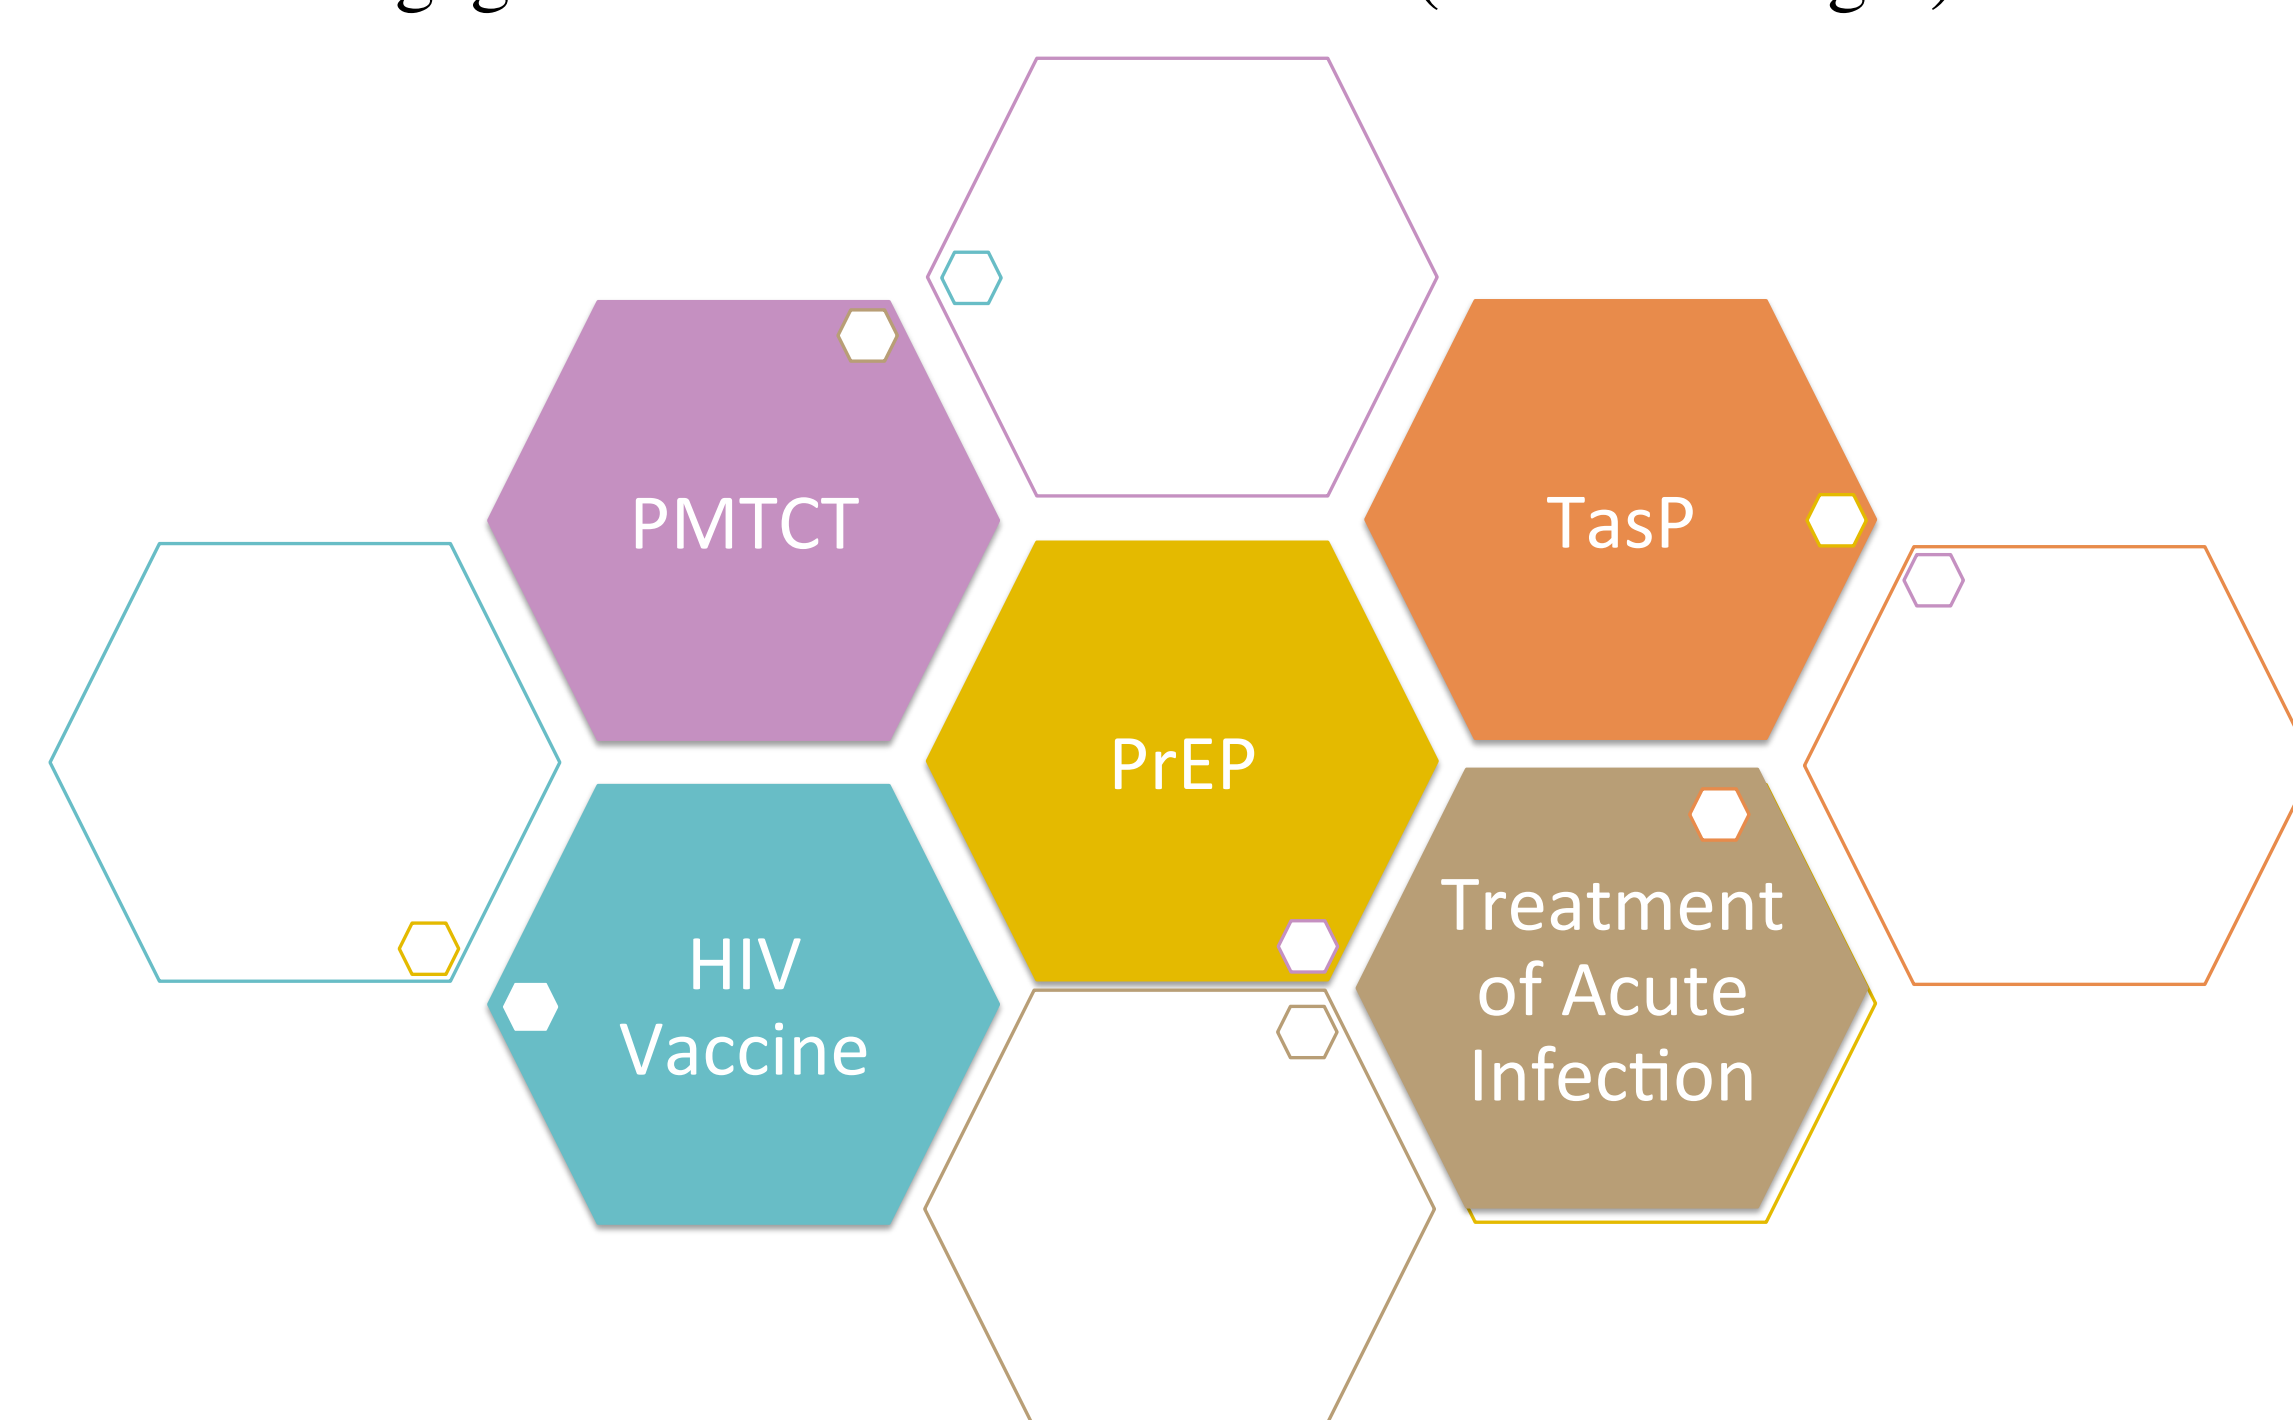 PMTCT
TasP
PrEP
HIV
Vaccine
Treatment
of Acute
Infection